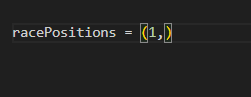 racePositions = (1,)